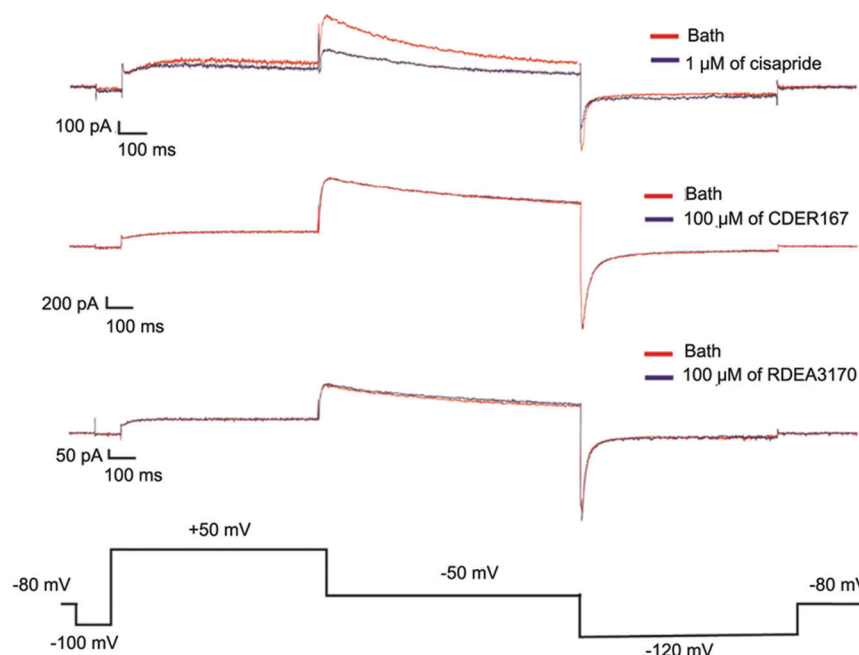 Bath
1 µM of cisapride
100 pA
100 ms
Bath
100 µM of CDER167
200 pA
100 ms
Bath
100 µM of RDEA3170
50 pA
100 ms
+50 mV
-80 mV
-50 mV
-80 mV
-100 mV
-120 mV